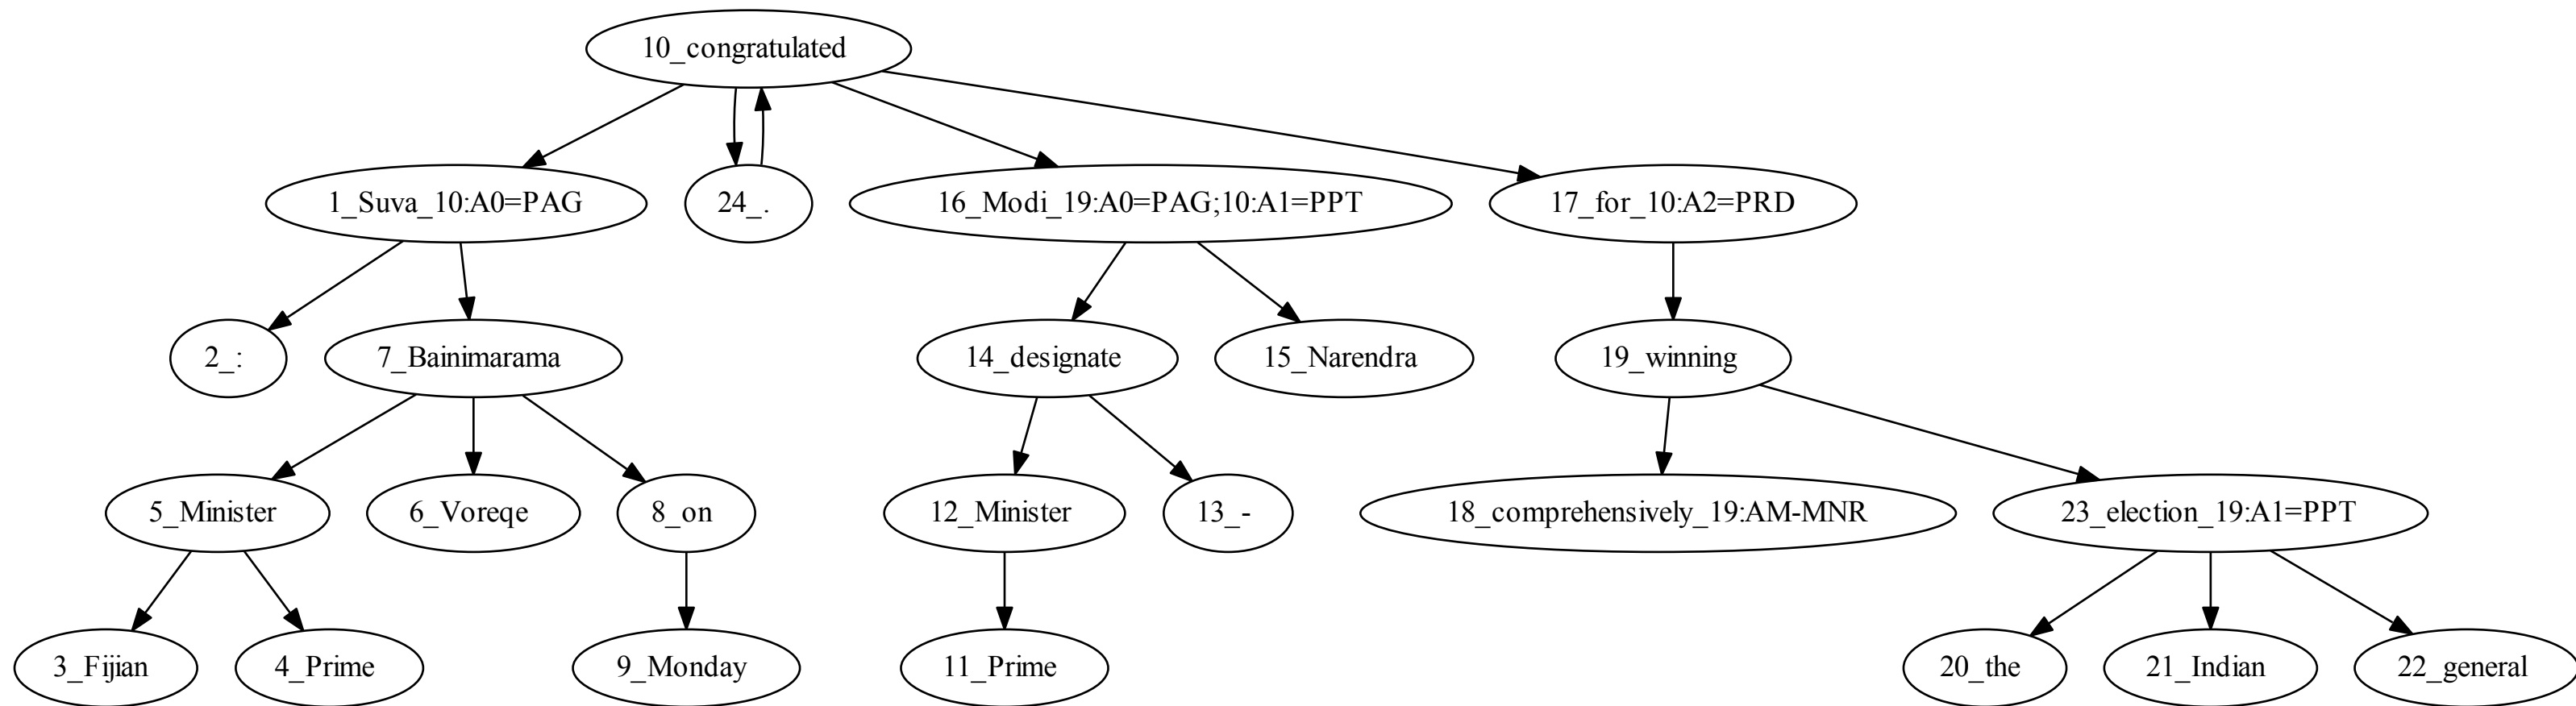 10_congratulated
1_Suva_10:A0=PAG
24_.
16_Modi_19:A0=PAG;10:A1=PPT
17_for_10:A2=PRD
2_:
7_Bainimarama
14_designate
15_Narendra
19_winning
5_Minister
6_Voreqe
8_on
12_Minister
13_-
18_comprehensively_19:AM-MNR
23_election_19:A1=PPT
3_Fijian
4_Prime
9_Monday
11_Prime
20_the
21_Indian
22_general